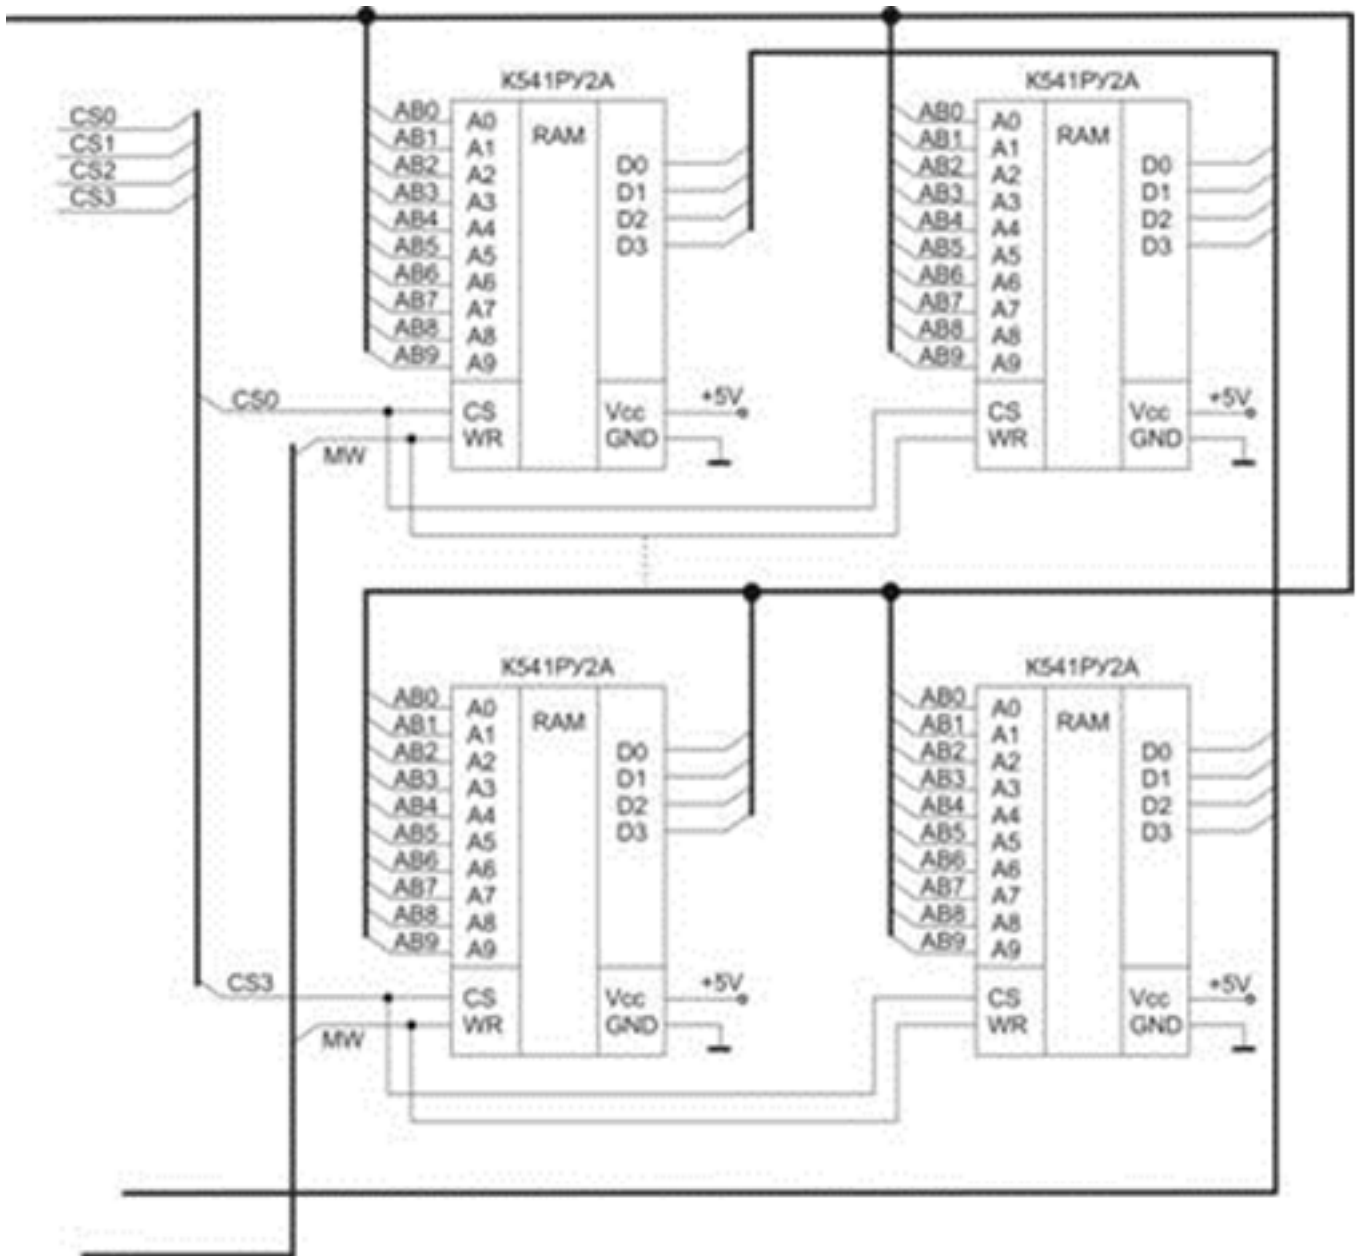 К541РУ2А
К541РУ2А
CS0
CS1
CS2
CS3
AB0 A0 RAM
AB1 A1
AB2 A2 D0
AB3 A3 D1
AB4 A4 D2
AB5 A5 D3
AB6 A6
AB7 A7
AB8 A8
AB9 A9
CS0 CS Vcc +5V
MW WR GND
AB0 A0 RAM
AB1 A1
AB2 A2 D0
AB3 A3 D1
AB4 A4 D2
AB5 A5 D3
AB6 A6
AB7 A7
AB8 A8
AB9 A9
CS Vcc +5V
WR GND
К541РУ2А
К541РУ2А
AB0 A0 RAM
AB1 A1
AB2 A2 D0
AB3 A3 D1
AB4 A4 D2
AB5 A5 D3
AB6 A6
AB7 A7
AB8 A8
AB9 A9
CS3 CS Vcc +5V
MW WR GND
AB0 A0 RAM
AB1 A1
AB2 A2 D0
AB3 A3 D1
AB4 A4 D2
AB5 A5 D3
AB6 A6
AB7 A7
AB8 A8
AB9 A9
CS Vcc +5V
WR GND